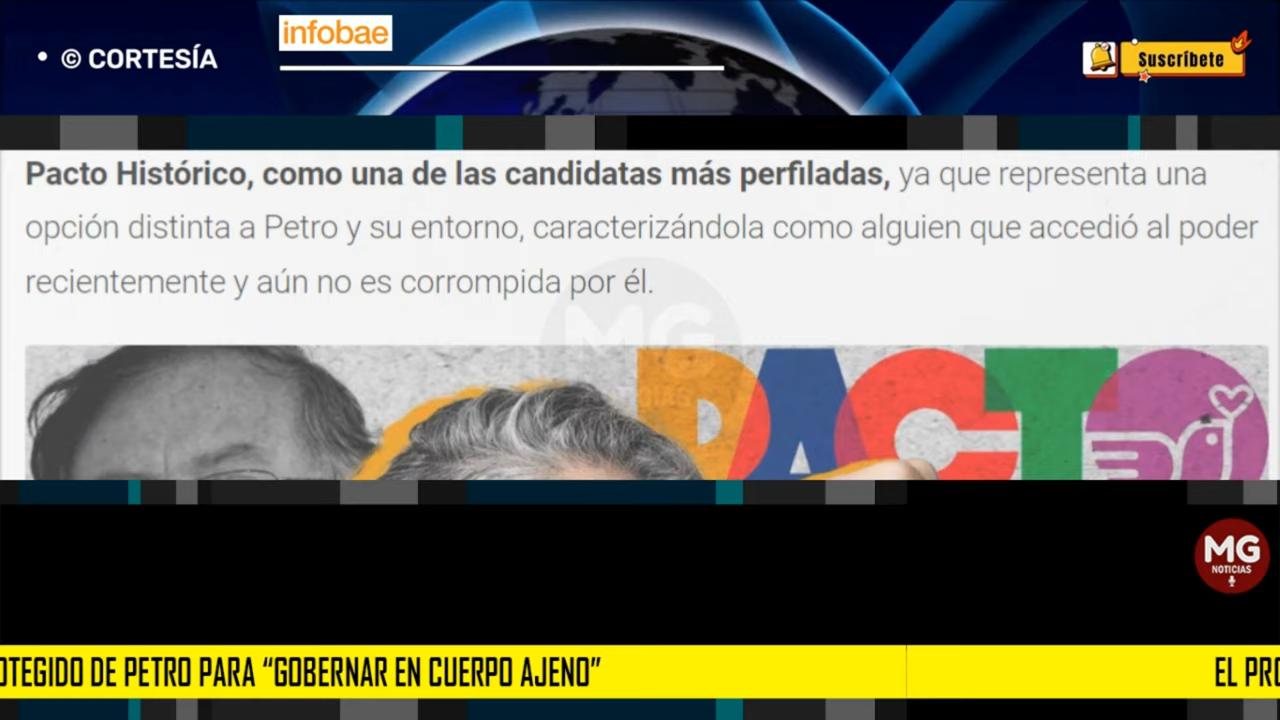 • © CORTESÍA
infobae
Suscríbete
Pacto Histórico, como una de las candidatas más perfiladas, ya que representa una
opción distinta a Petro y su entorno, caracterizándola como alguien que accedió al poder
recientemente y aún no es corrompida por él.
MG
NOTICIAS
PACTO
MG
NOTICIAS
OTEGIDO DE PETRO PARA “GOBERNAR EN CUERPO AJENO”
EL PRO